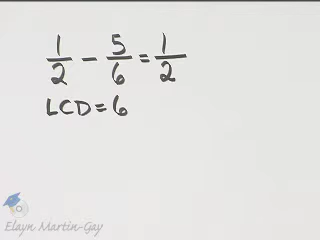 1/2 - 5/6 = 1/2
LCD = 6
Elayn Martin-Gay